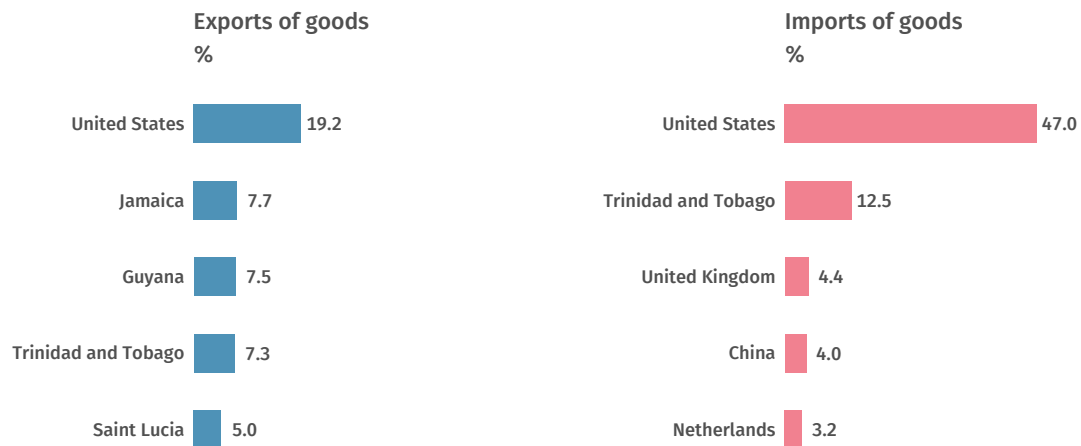 Exports of goods
%
United States 19.2
Jamaica 7.7
Guyana 7.5
Trinidad and Tobago 7.3
Saint Lucia 5.0
Imports of goods
%
United States 47.0
Trinidad and Tobago 12.5
United Kingdom 4.4
China 4.0
Netherlands 3.2